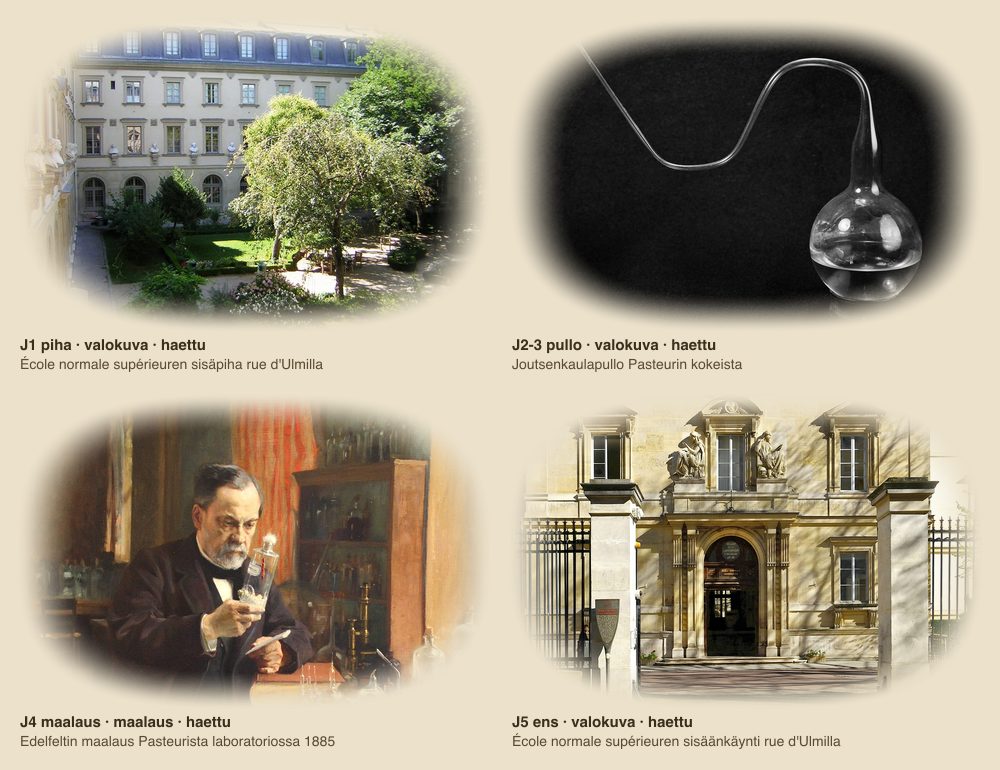 J1 piha · valokuva · haettu
École normale supérieuren sisäpiha rue d'Ulmilla
J2-3 pullo · valokuva · haettu
Joutsenkaulapullo Pasteurin kokeista
J4 maalaus · maalaus · haettu
Edelfeltin maalaus Pasteurista laboratoriossa 1885
J5 ens · valokuva · haettu
École normale supérieuren sisäänkäynti rue d'Ulmilla